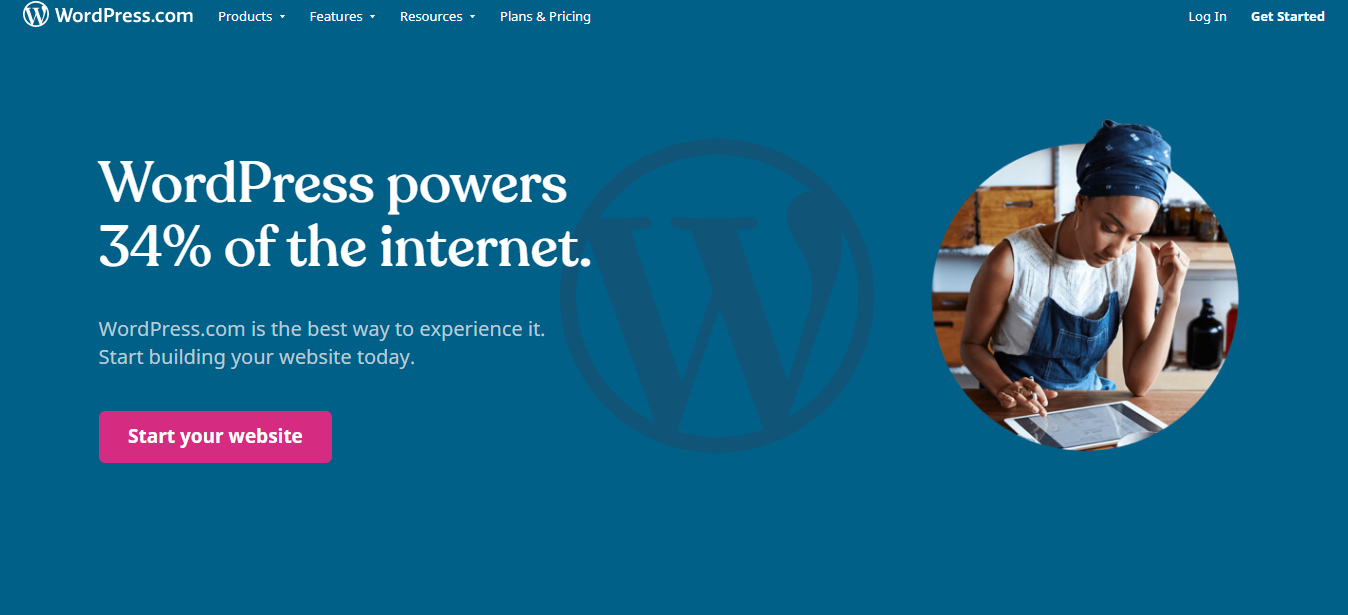 WordPress.com Products Features Resources Plans & Pricing Log In Get Started
WordPress powers
34% of the internet.
WordPress.com is the best way to experience it.
Start building your website today.
Start your website